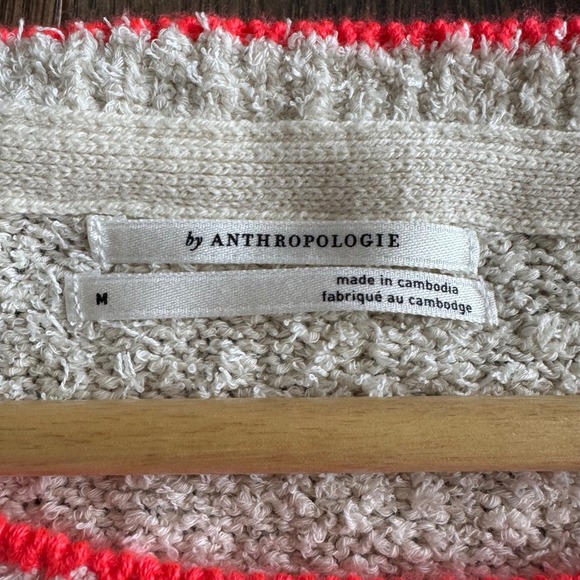 by ANTHROPOLOGIE
M
made in cambodia
fabriqué au cambodge